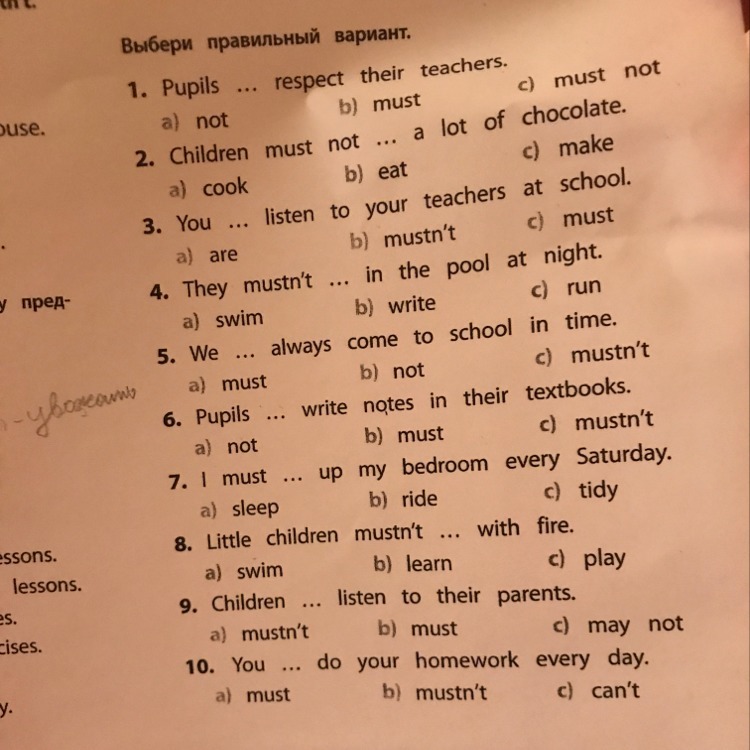 Выбери правильный вариант.
1. Pupils ... respect their teachers.
a) not b) must c) must not
ouse.
2. Children must not ... a lot of chocolate.
a) cook b) eat c) make
3. You ... listen to your teachers at school.
a) are b) mustn't c) must
4. They mustn't ... in the pool at night.
у пред-
a) swim b) write c) run
5. We ... always come to school in time.
a) must b) not c) mustn't
- уважать
6. Pupils ... write notes in their textbooks.
a) not b) must c) mustn't
7. I must ... up my bedroom every Saturday.
a) sleep b) ride c) tidy
8. Little children mustn't ... with fire.
essons.
a) swim b) learn c) play
lessons.
9. Children ... listen to their parents.
es.
a) mustn't b) must c) may not
cises.
10. You ... do your homework every day.
a) must b) mustn't c) can't
y.